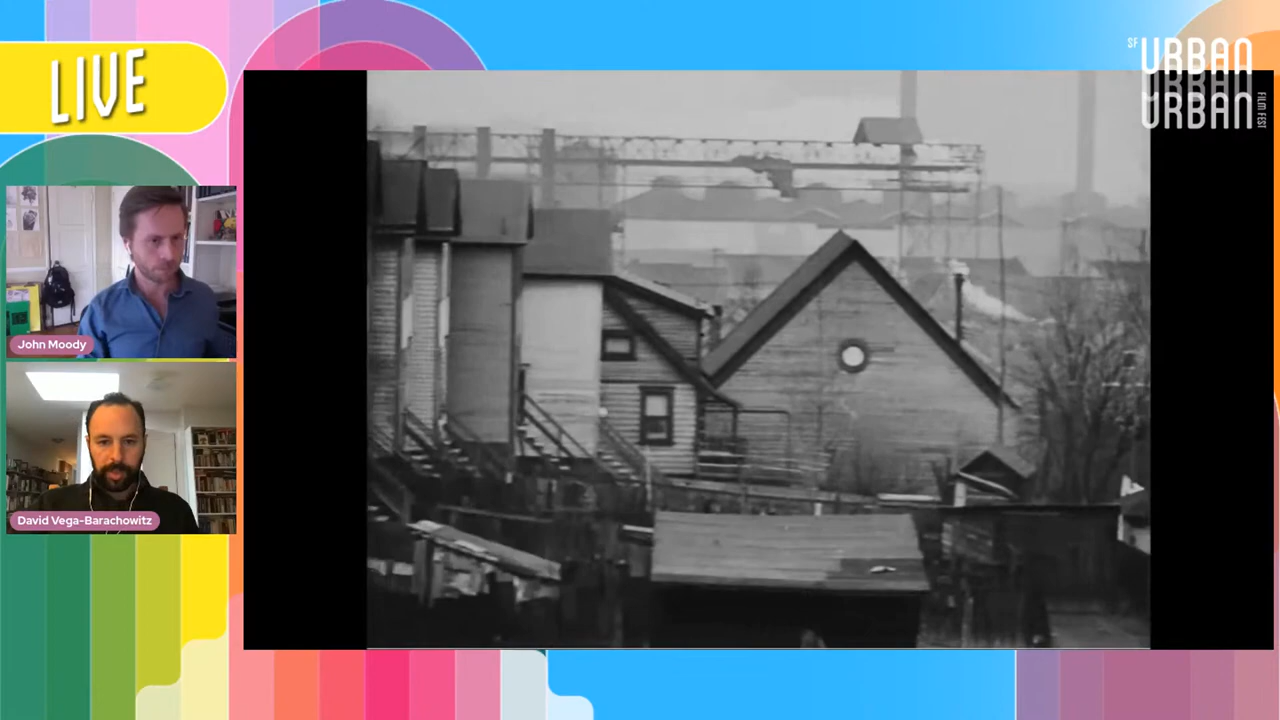 LIVE
SF URBAN
URBAN
FILM FEST
John Moody
David Vega-Barachowitz